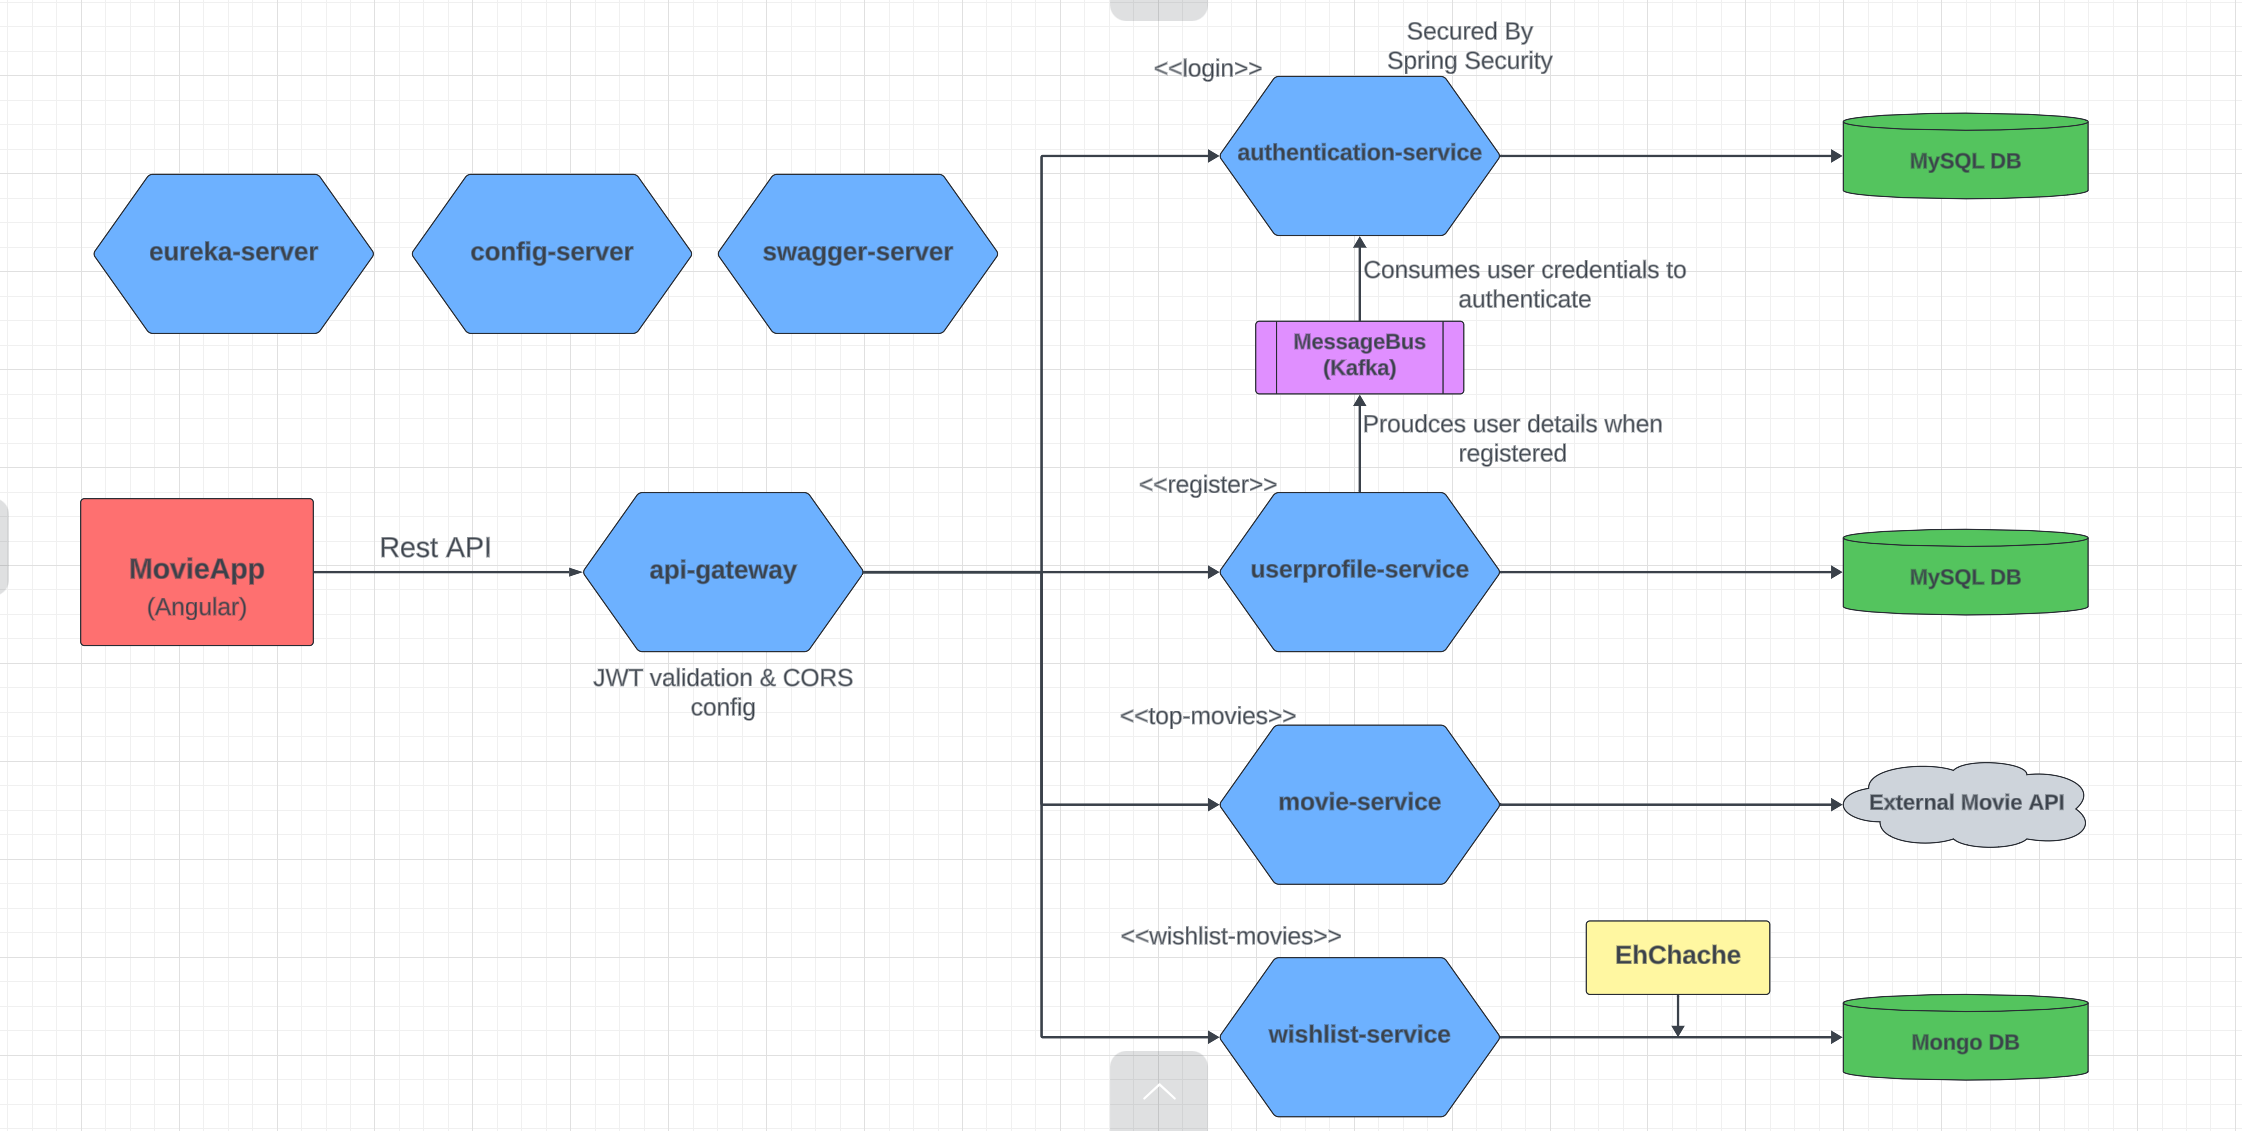 Secured By
Spring Security
<<login>>
authentication-service
MySQL DB
eureka-server
config-server
swagger-server
Consumes user credentials to
authenticate
MessageBus
(Kafka)
Proudces user details when
registered
<<register>>
MovieApp
(Angular)
Rest API
api-gateway
JWT validation & CORS
config
userprofile-service
MySQL DB
<<top-movies>>
movie-service
External Movie API
<<wishlist-movies>>
EhChache
wishlist-service
Mongo DB